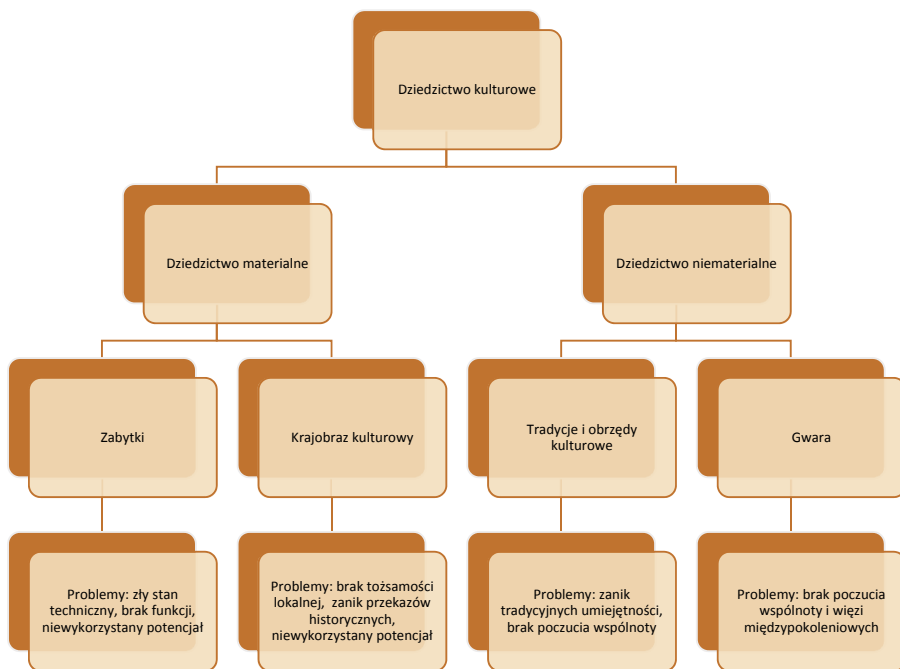 Dziedzictwo kulturowe
Dziedzictwo materialne
Dziedzictwo niematerialne
Zabytki
Krajobraz kulturowy
Tradycje i obrzędy
kulturowe
Gwara
Problemy: zły stan
techniczny, brak funkcji,
niewykorzystany potencjał
Problemy: brak tożsamości
lokalnej, zanik przekazów
historycznych,
niewykorzystany potencjał
Problemy: zanik
tradycyjnych umiejętności,
brak poczucia wspólnoty
Problemy: brak poczucia
wspólnoty i więzi
międzypokoleniowych